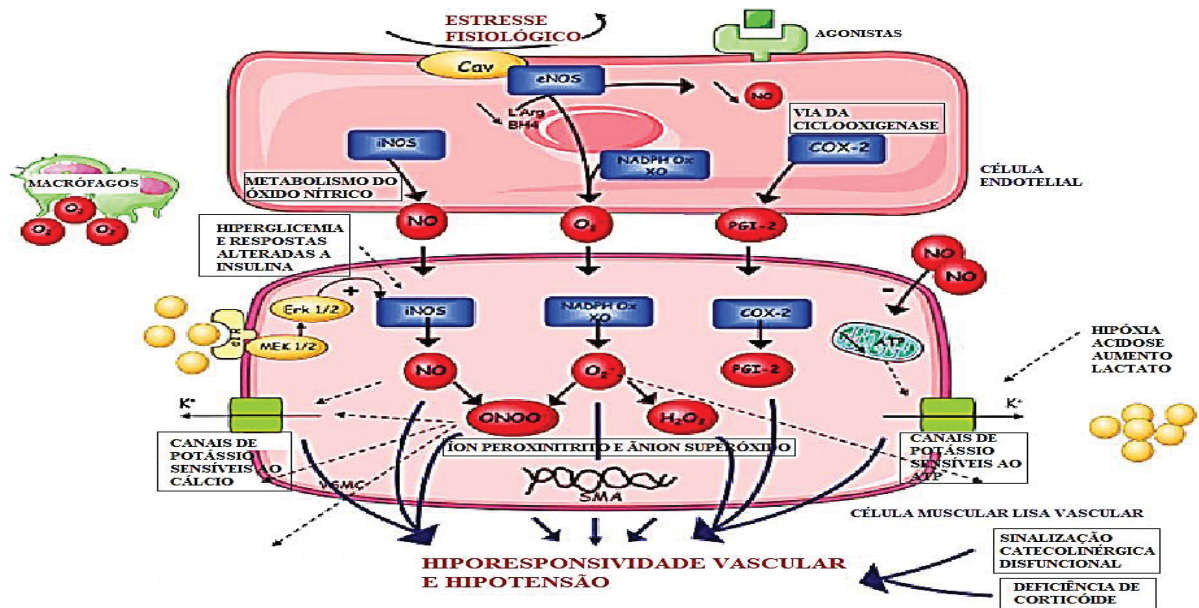 ESTRESSE
FISIOLÓGICO
AGONISTAS
Cav
eNOS
NO
L Arg
BH4
VIA DA
CICLOOXIGENASE
iNOS
NADPH Ox
XO
COX-2
CÉLULA
ENDOTELIAL
MACRÓFAGOS
O₂
O₂
O₂⁻
METABOLISMO DO
ÓXIDO NÍTRICO
NO
O₂
PGI-2
HIPERGLICEMIA
E RESPOSTAS
ALTERADAS A
INSULINA
NO
NO
+
-
Erk 1/2
iNOS
NADPH Ox
XO
COX-2
MEK 1/2
ATP
HIPÓXIA
ACIDOSE
AUMENTO
LACTATO
NO
O₂⁻
PGI-2
K⁺
ONOO⁻
H₂O₂
K⁺
CANAIS DE
POTÁSSIO
SENSÍVEIS AO
CÁLCIO
ÍON PEROXINITRITO E ÂNION SUPERÓXIDO
CANAIS DE
POTÁSSIO
SENSÍVEIS AO
ATP
VSMC
SMA
CÉLULA MUSCULAR LISA VASCULAR
HIPORESPONSIVIDADE VASCULAR
E HIPOTENSÃO
SINALIZAÇÃO
CATECOLINÉRGICA
DISFUNCIONAL
DEFICIÊNCIA DE
CORTICÓIDE